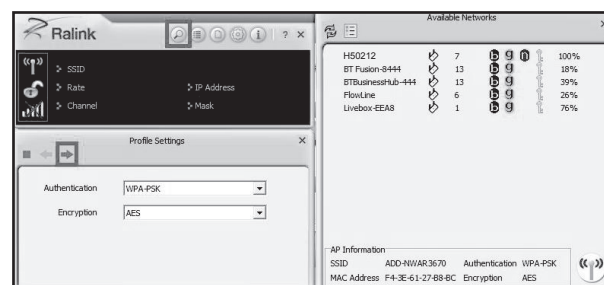 Ralink
? ×
SSID
Rate
IP Address
Channel
Mask
Profile Settings ×
Authentication WPA-PSK
Encryption AES
Available Networks ×
H50212 7 b g n 100%
BT Fusion-8444 13 b g 18%
BTBusinessHub-444 13 b g 39%
FlowLine 6 b g 26%
Livebox-EEA8 1 b g 76%
AP Information
SSID ADD-NWAR3670 Authentication WPA-PSK
MAC Address F4-3E-61-27-B8-BC Encryption AES